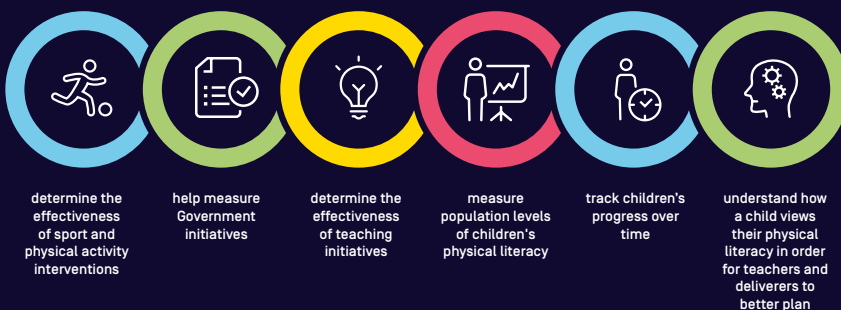 determine the
effectiveness
of sport and
physical activity
interventions
help measure
Government
initiatives
determine the
effectiveness
of teaching
initiatives
measure
population levels
of children's
physical literacy
track children's
progress over
time
understand how
a child views
their physical
literacy in order
for teachers and
deliverers to
better plan